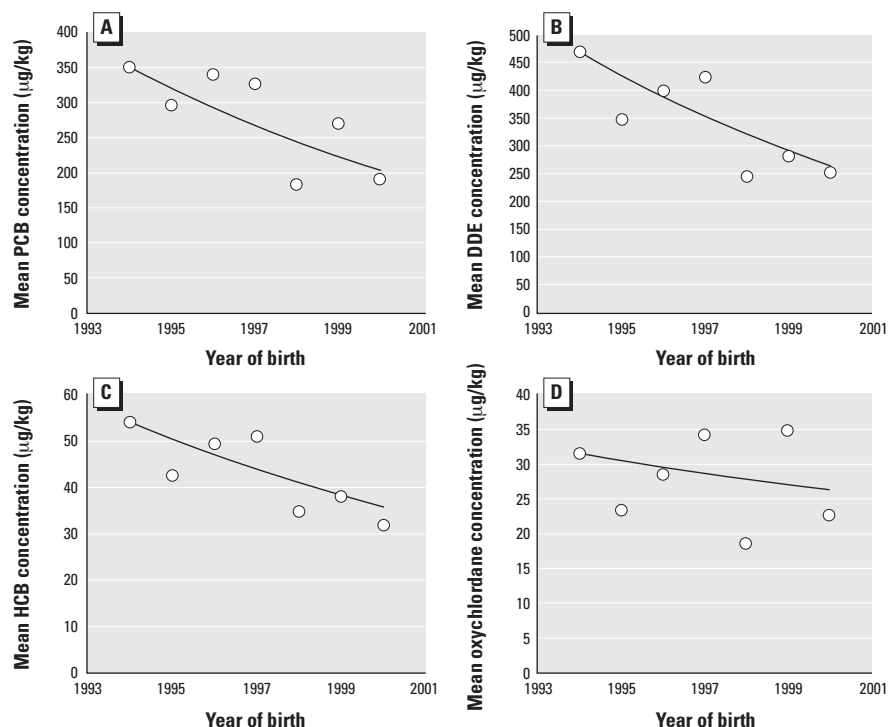 A
Mean PCB concentration (μg/kg)
400
350
300
250
200
150
100
50
0
1993 1995 1997 1999 2001
Year of birth
B
Mean DDE concentration (μg/kg)
500
450
400
350
300
250
200
150
100
50
0
1993 1995 1997 1999 2001
Year of birth
C
Mean HCB concentration (μg/kg)
60
50
40
30
20
10
0
1993 1995 1997 1999 2001
Year of birth
D
Mean oxychlordane concentration (μg/kg)
40
35
30
25
20
15
10
5
0
1993 1995 1997 1999 2001
Year of birth